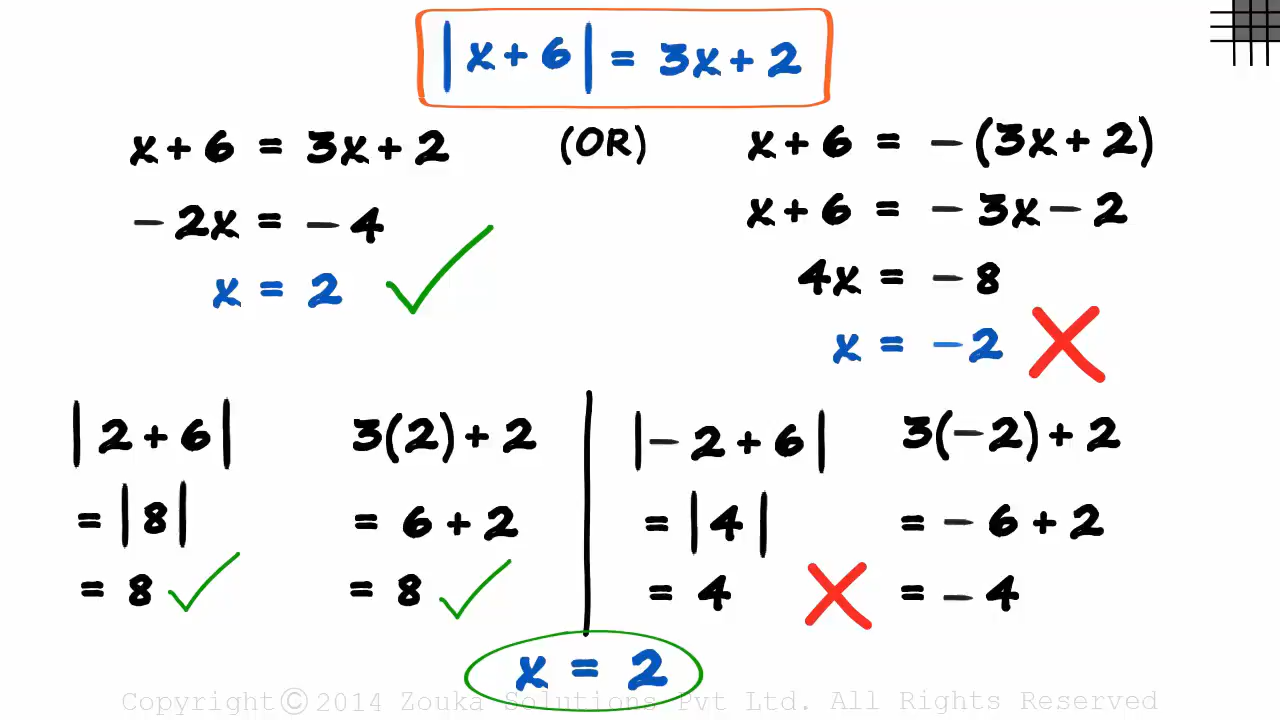 |x + 6| = 3x + 2
x + 6 = 3x + 2 (OR) x + 6 = -(3x + 2)
-2x = -4
x + 6 = -3x - 2
x = 2
4x = -8
x = -2
|2 + 6|
= |8|
= 8
3(2) + 2
= 6 + 2
= 8
|-2 + 6|
= |4|
= 4
3(-2) + 2
= -6 + 2
= -4
x = 2
Copyright© 2014 Zouka Solutions Pvt Ltd. All Rights Reserved